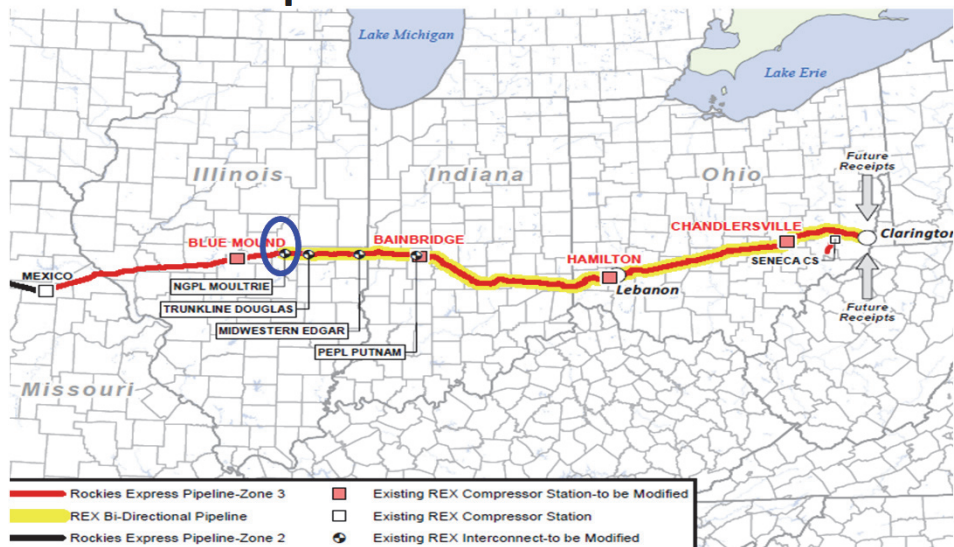 Lake Michigan
Lake Erie
Illinois
Indiana
Ohio
Future
Receipts
CHANDLERSVILLE
Clarington
BLUE MOUND
BAINBRIDGE
SENECA CS
HAMILTON
MEXICO
NGPL MOULTRIE
Lebanon
TRUNKLINE DOUGLAS
Future
Receipts
MIDWESTERN EDGAR
PEPL PUTNAM
Missouri
Rockies Express Pipeline-Zone 3
Existing REX Compressor Station-to be Modified
REX Bi-Directional Pipeline
Existing REX Compressor Station
Rockies Express Pipeline-Zone 2
Existing REX Interconnect-to be Modified